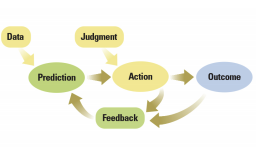 Data
Judgment
Prediction
Action
Outcome
Feedback